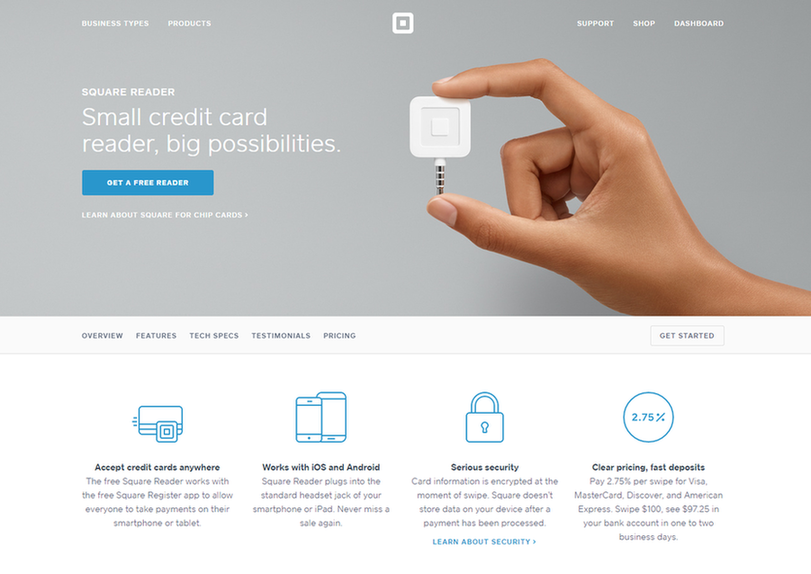 BUSINESS TYPES PRODUCTS SUPPORT SHOP DASHBOARD
SQUARE READER
Small credit card
reader, big possibilities.
GET A FREE READER
LEARN ABOUT SQUARE FOR CHIP CARDS ›
OVERVIEW FEATURES TECH SPECS TESTIMONIALS PRICING GET STARTED
2.75%
Accept credit cards anywhere
The free Square Reader works with
the free Square Register app to allow
everyone to take payments on their
smartphone or tablet.
Works with iOS and Android
Square Reader plugs into the
standard headset jack of your
smartphone or iPad. Never miss a
sale again.
Serious security
Card information is encrypted at the
moment of swipe. Square doesn't
store data on your device after a
payment has been processed.
LEARN ABOUT SECURITY ›
Clear pricing, fast deposits
Pay 2.75% per swipe for Visa,
MasterCard, Discover, and American
Express. Swipe $100, see $97.25 in
your bank account in one to two
business days.